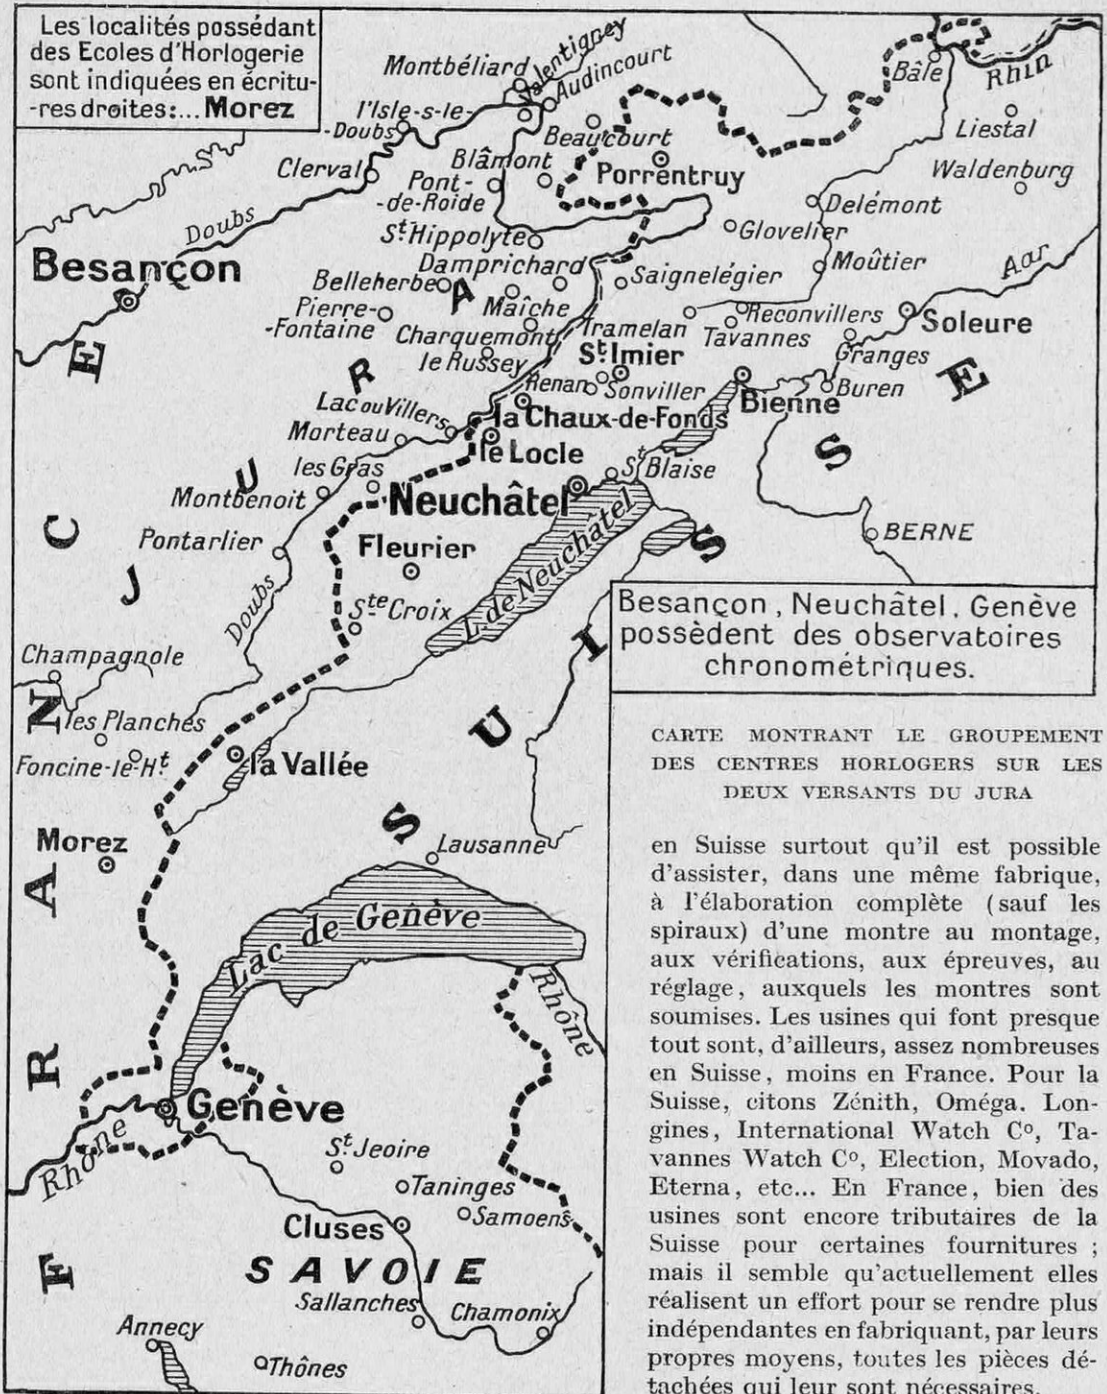 Les localités possédant
des Ecoles d'Horlogerie
sont indiquées en écritu-
-res droites:... Morez
Montbéliard
Valentigney
Audincourt
l'Isle-s-le-
-Doubs
Beaucourt
Bâle
Rhin
Liestal
Clerval
Blâmont
Pont-
-de-Roide
Porrentruy
Waldenburg
Doubs
Delémont
St Hippolyte
Glovelier
Besançon
Damprichard
Belleherbe
Maîche
Saignelégier
Moûtier
Aar
Pierre-
-Fontaine
Charquemont
Tramelan
Reconvillers
Tavannes
Soleure
le Russey
St Imier
Granges
Renan
Sonviller
Buren
Bienne
Lac ou Villers
la Chaux-de-Fonds
Morteau
le Locle
les Gras
St Blaise
Montbenoit
Neuchâtel
Pontarlier
Fleurier
L. de Neuchâtel
BERNE
Doubs
Ste Croix
Besançon, Neuchâtel, Genève
possèdent des observatoires
chronométriques.
Champagnole
les Planches
Foncine-le-Ht
la Vallée
Morez
Lausanne
Lac de Genève
Rhône
Genève
Rhône
St Jeoire
Taninges
Samoens
Cluses
SAVOIE
Sallanches
Chamonix
Annecy
Thônes
FRANCE
JURA
SUISSE
CARTE MONTRANT LE GROUPEMENT
DES CENTRES HORLOGERS SUR LES
DEUX VERSANTS DU JURA
en Suisse surtout qu'il est possible
d'assister, dans une même fabrique,
à l'élaboration complète (sauf les
spiraux) d'une montre au montage,
aux vérifications, aux épreuves, au
réglage, auxquels les montres sont
soumises. Les usines qui font presque
tout sont, d'ailleurs, assez nombreuses
en Suisse, moins en France. Pour la
Suisse, citons Zénith, Oméga. Lon-
gines, International Watch Co, Ta-
vannes Watch Co, Election, Movado,
Eterna, etc... En France, bien des
usines sont encore tributaires de la
Suisse pour certaines fournitures ;
mais il semble qu'actuellement elles
réalisent un effort pour se rendre plus
indépendantes en fabriquant, par leurs
propres moyens, toutes les pièces dé-
tachées qui leur sont nécessaires.